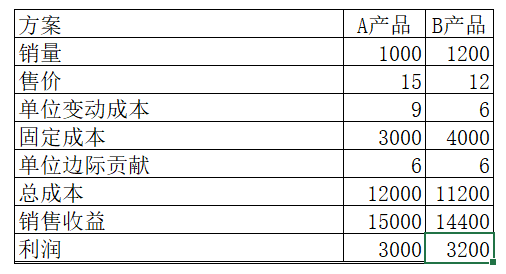 方案 A产品 B产品
销量 1000 1200
售价 15 12
单位变动成本 9 6
固定成本 3000 4000
单位边际贡献 6 6
总成本 12000 11200
销售收益 15000 14400
利润 3000 3200